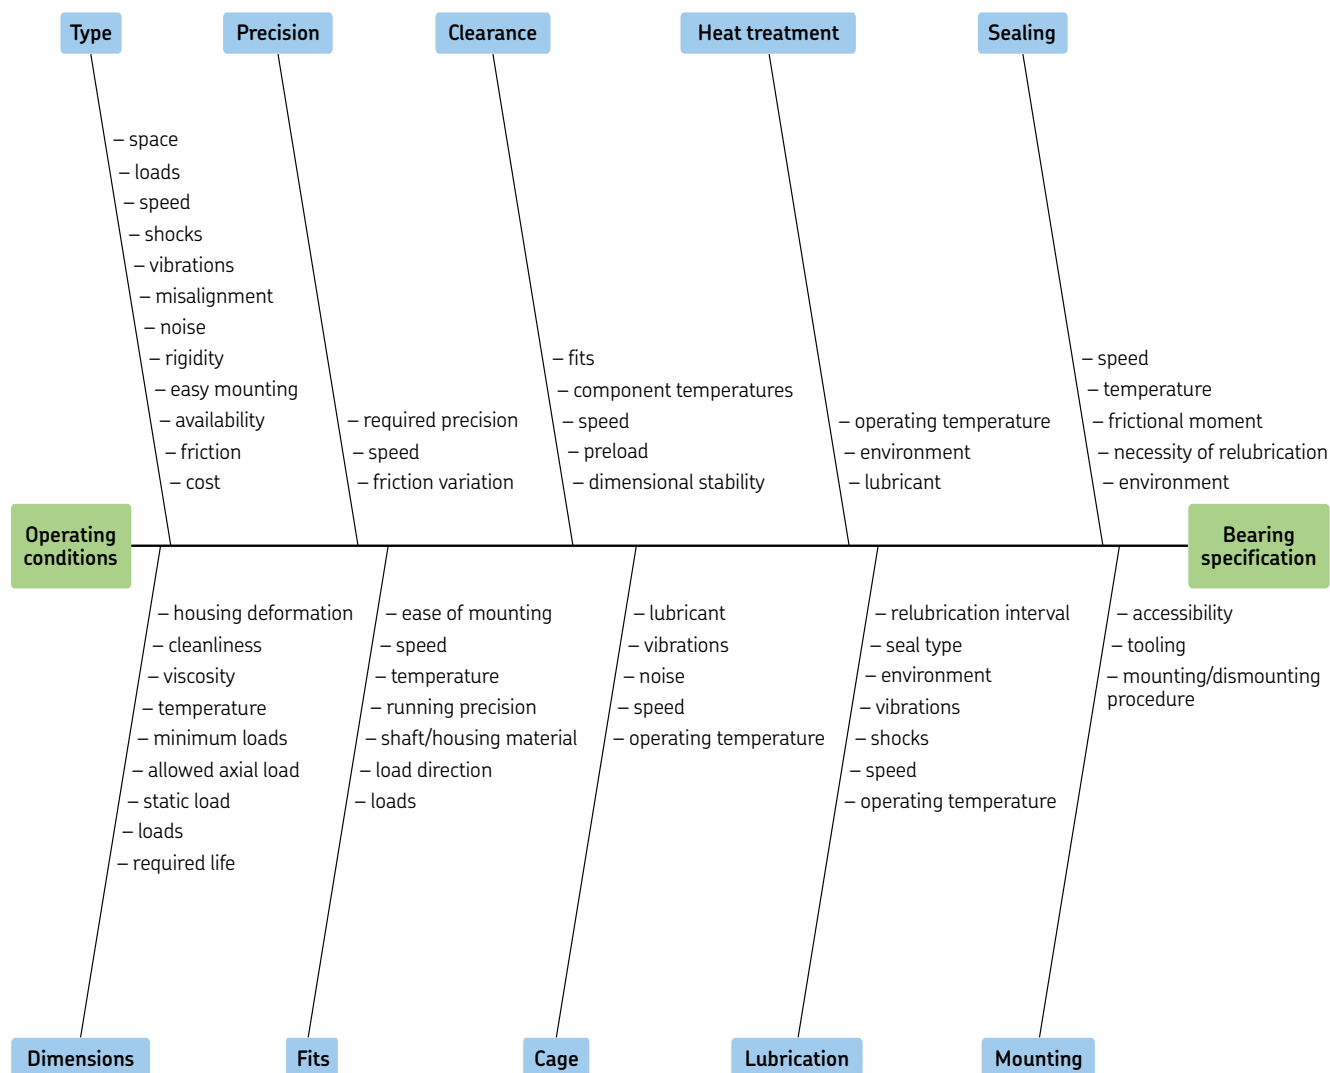 Type
Precision
Clearance
Heat treatment
Sealing
– space
– loads
– speed
– shocks
– vibrations
– misalignment
– noise
– rigidity
– easy mounting
– availability
– friction
– cost
– required precision
– speed
– friction variation
– fits
– component temperatures
– speed
– preload
– dimensional stability
– operating temperature
– environment
– lubricant
– speed
– temperature
– frictional moment
– necessity of relubrication
– environment
Operating
conditions
Bearing
specification
– housing deformation
– cleanliness
– viscosity
– temperature
– minimum loads
– allowed axial load
– static load
– loads
– required life
– ease of mounting
– speed
– temperature
– running precision
– shaft/housing material
– load direction
– loads
– lubricant
– vibrations
– noise
– speed
– operating temperature
– relubrication interval
– seal type
– environment
– vibrations
– shocks
– speed
– operating temperature
– accessibility
– tooling
– mounting/dismounting
procedure
Dimensions
Fits
Cage
Lubrication
Mounting